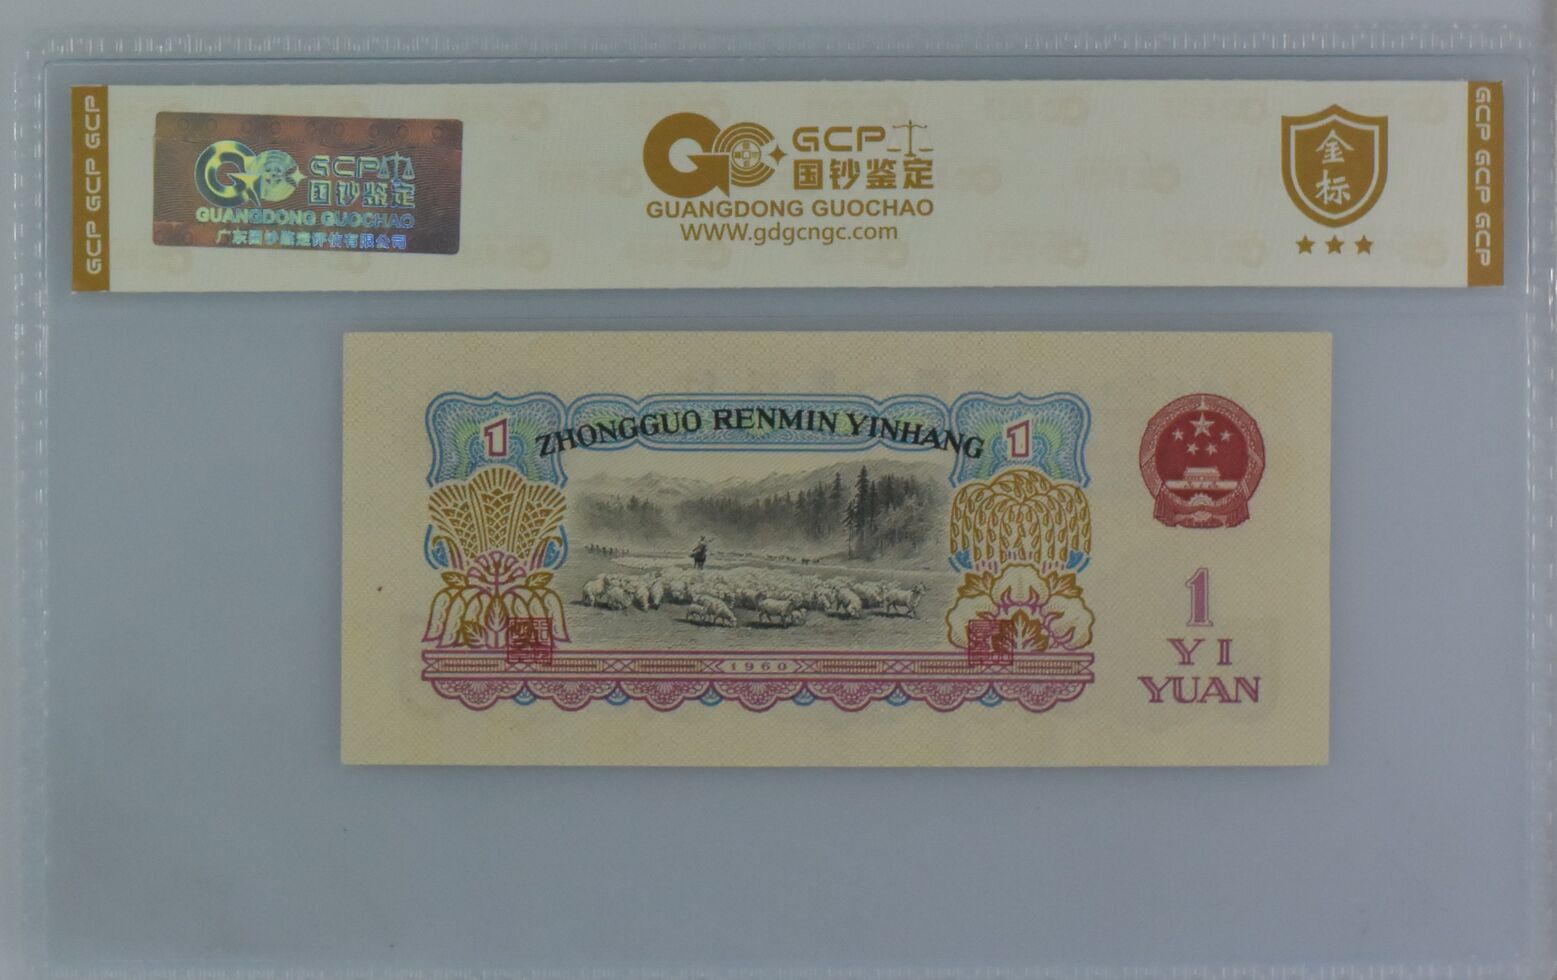 GCP GCP GCP
GCP
国钞鉴定
GUANGDONG GUOCHAO
广东国钞鉴定评估有限公司
GCP
国钞鉴定
GUANGDONG GUOCHAO
WWW.gdgcngc.com
金
标
GCP GCP GCP
1
ZHONGGUO RENMIN YINHANG
1
1
YI
YUAN
1960